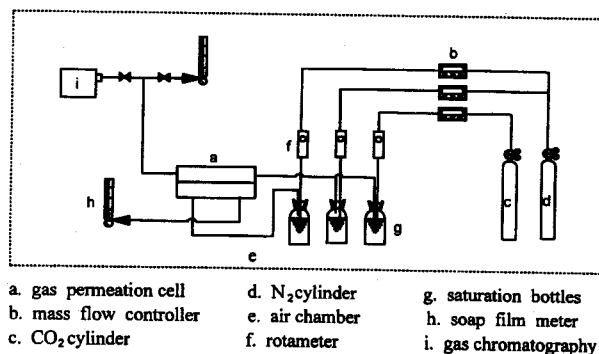 b
i
f
a
h
c
d
g
e
a. gas permeation cell
b. mass flow controller
c. CO₂ cylinder
d. N₂cylinder
e. air chamber
f. rotameter
g. saturation bottles
h. soap film meter
i. gas chromatography